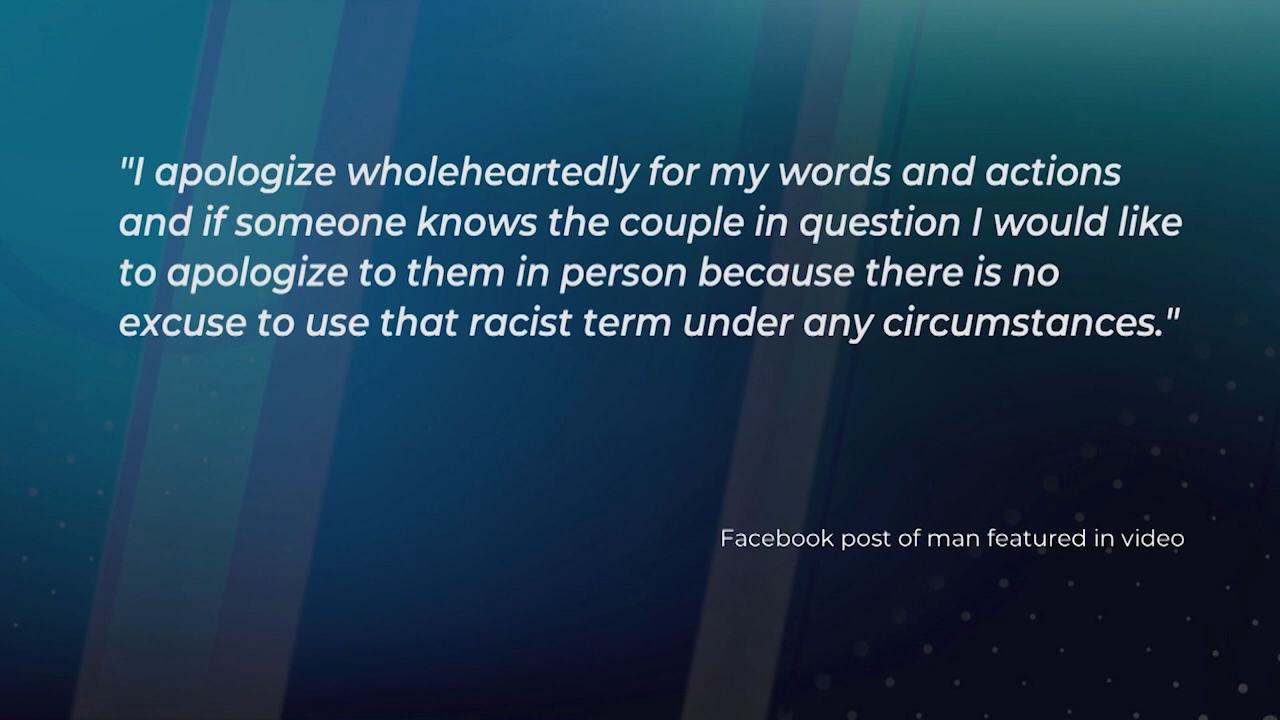 "I apologize wholeheartedly for my words and actions
and if someone knows the couple in question I would like
to apologize to them in person because there is no
excuse to use that racist term under any circumstances."
Facebook post of man featured in video